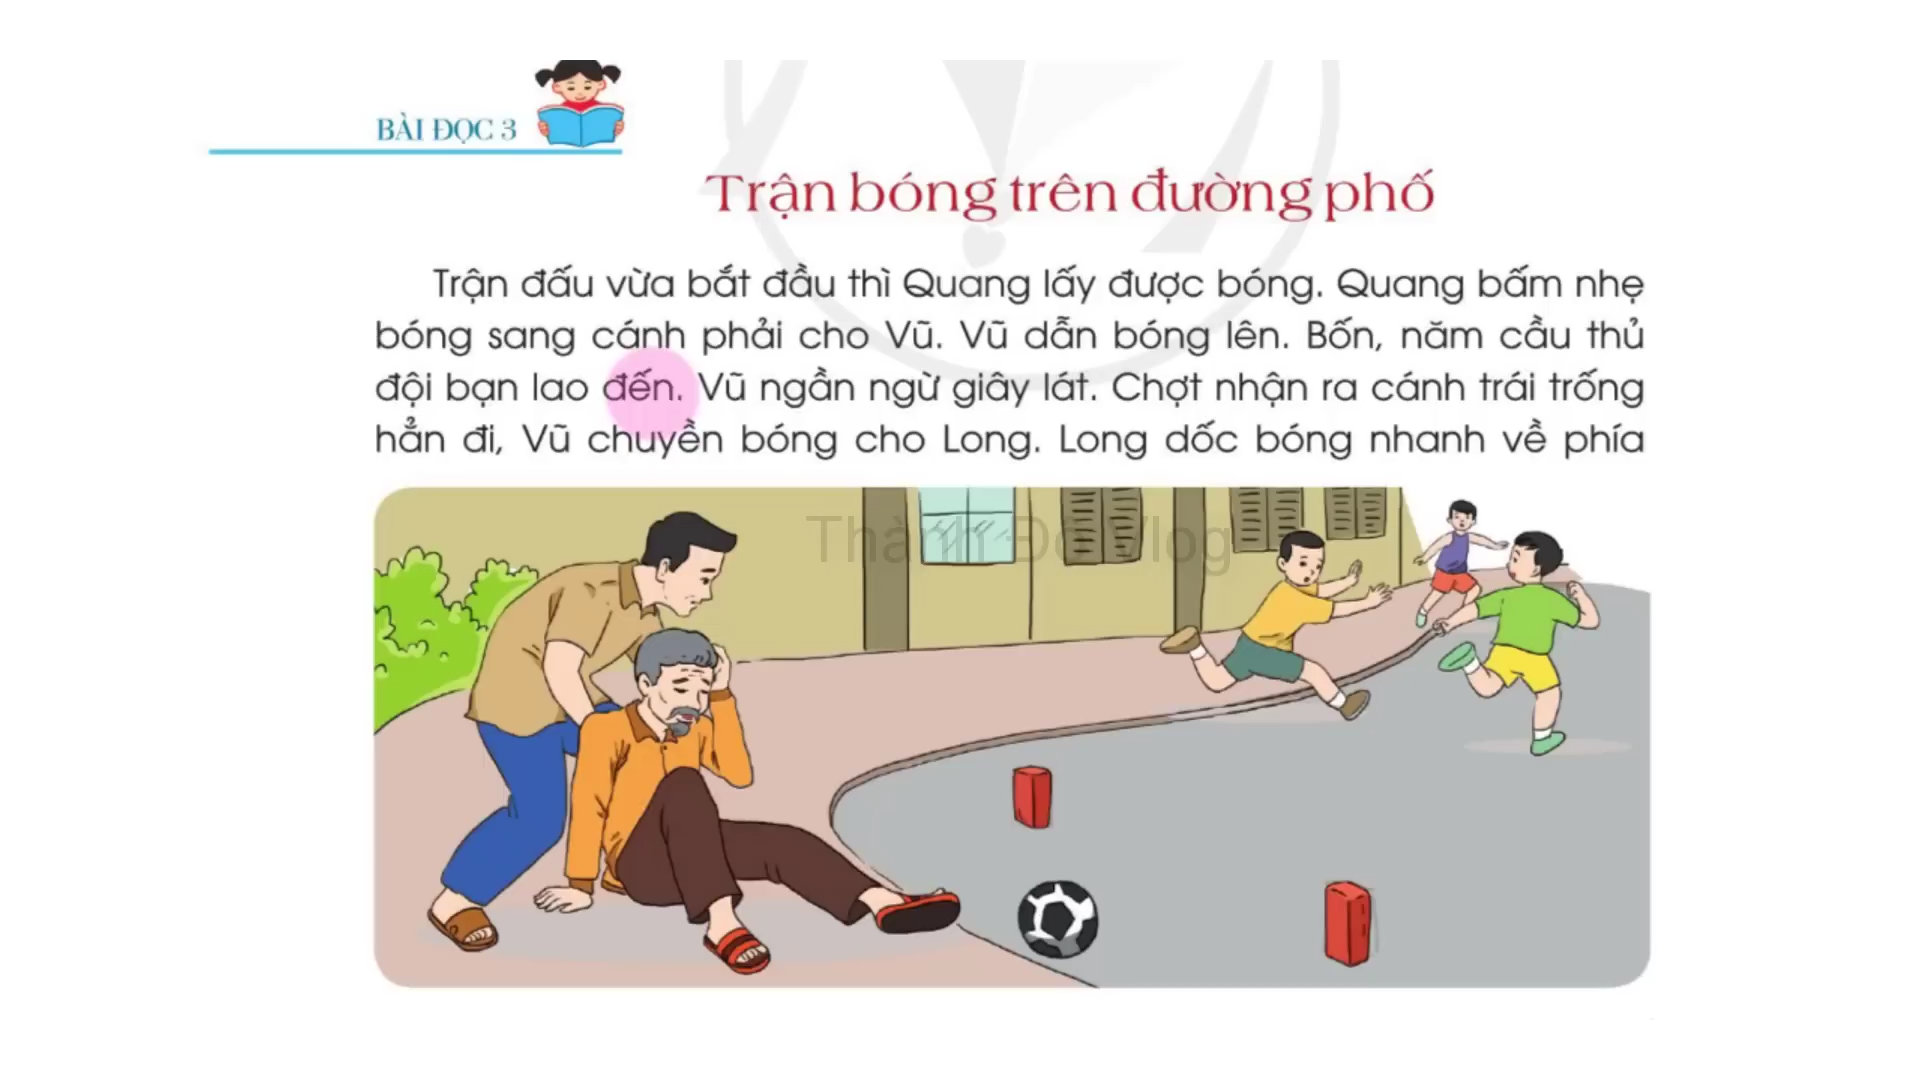 BÀI ĐỌC 3
Trận bóng trên đường phố
Trận đấu vừa bắt đầu thì Quang lấy được bóng. Quang bấm nhẹ
bóng sang cánh phải cho Vũ. Vũ dẫn bóng lên. Bốn, năm cầu thủ
đội bạn lao đến. Vũ ngần ngừ giây lát. Chợt nhận ra cánh trái trống
hẳn đi, Vũ chuyền bóng cho Long. Long dốc bóng nhanh về phía
Thành Đô Vlog